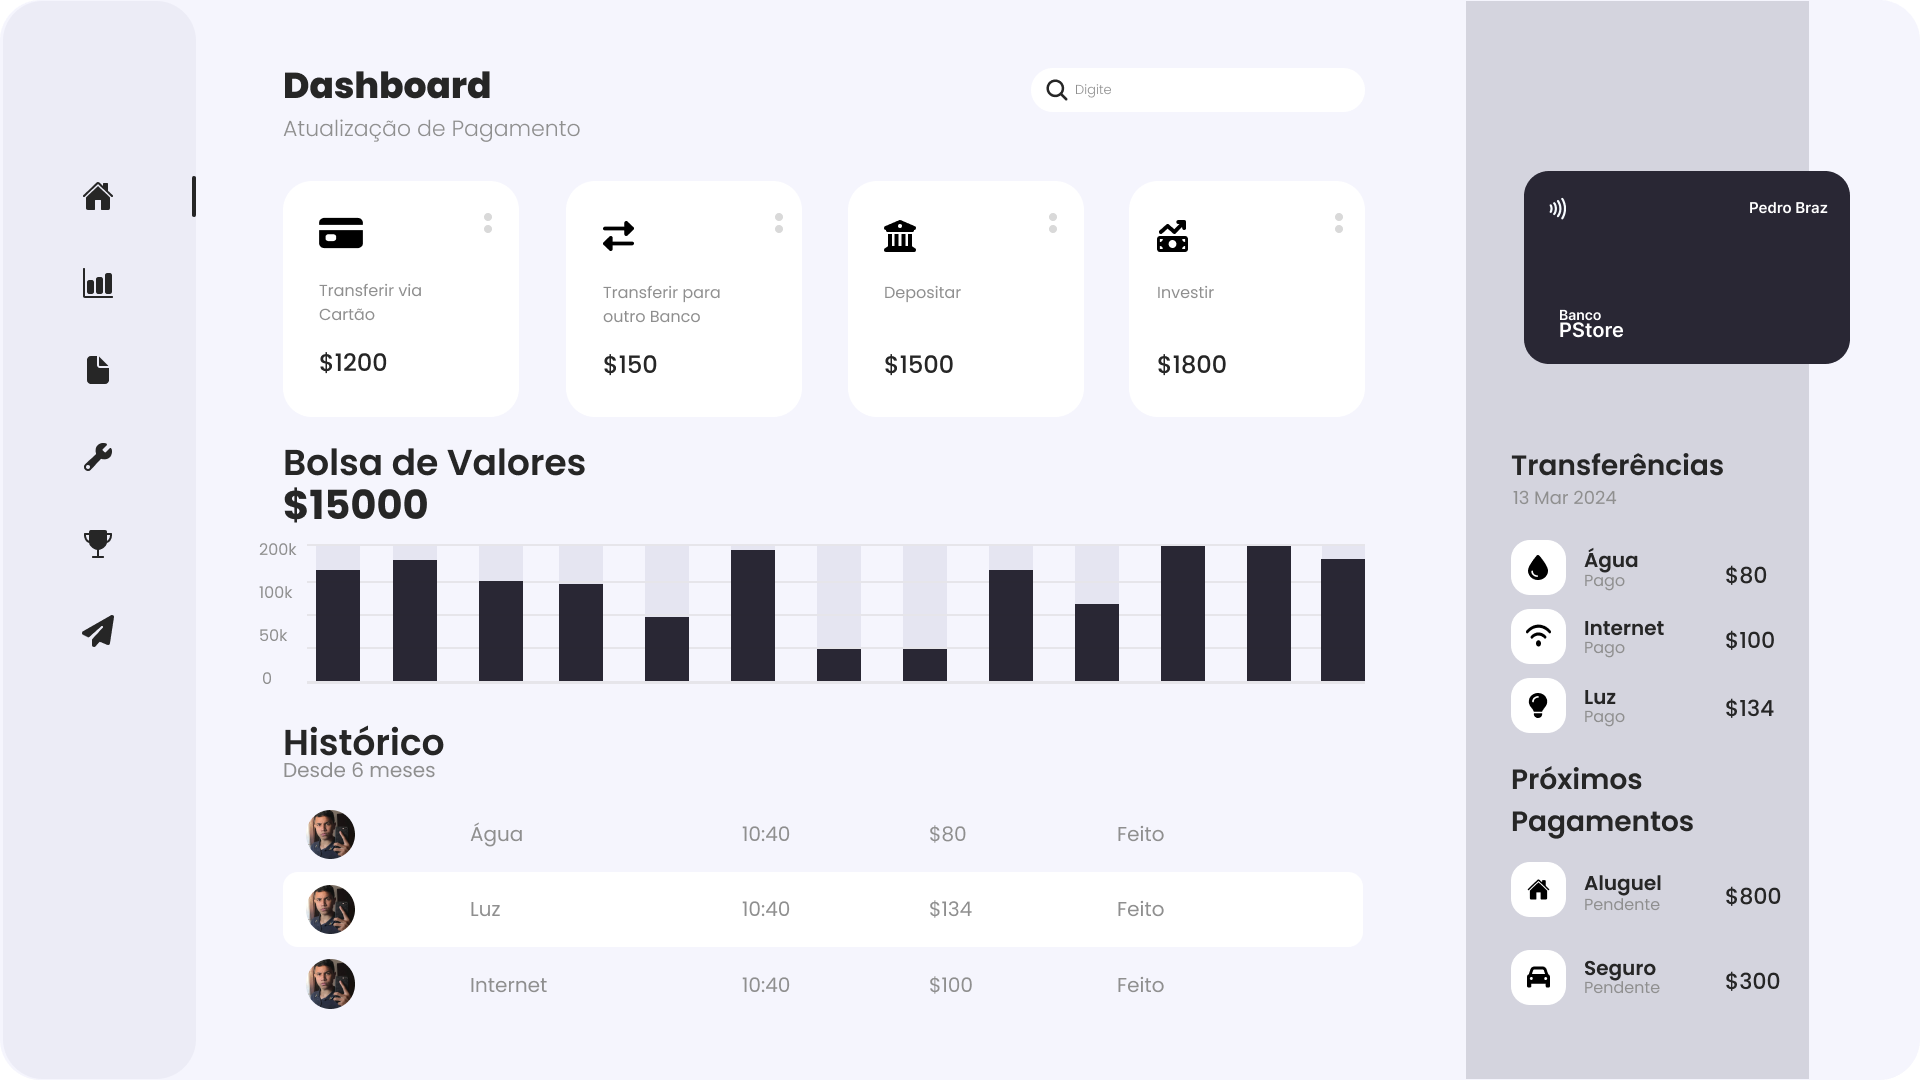 Dashboard
Atualização de Pagamento
Digite
Transferir via
Cartão
$1200
Transferir para
outro Banco
$150
Depositar
$1500
Investir
$1800
Bolsa de Valores
$15000
200k
100k
50k
0
Histórico
Desde 6 meses
Água 10:40 $80 Feito
Luz 10:40 $134 Feito
Internet 10:40 $100 Feito
Pedro Braz
Banco
PStore
Transferências
13 Mar 2024
Água
Pago
$80
Internet
Pago
$100
Luz
Pago
$134
Próximos
Pagamentos
Aluguel
Pendente
$800
Seguro
Pendente
$300